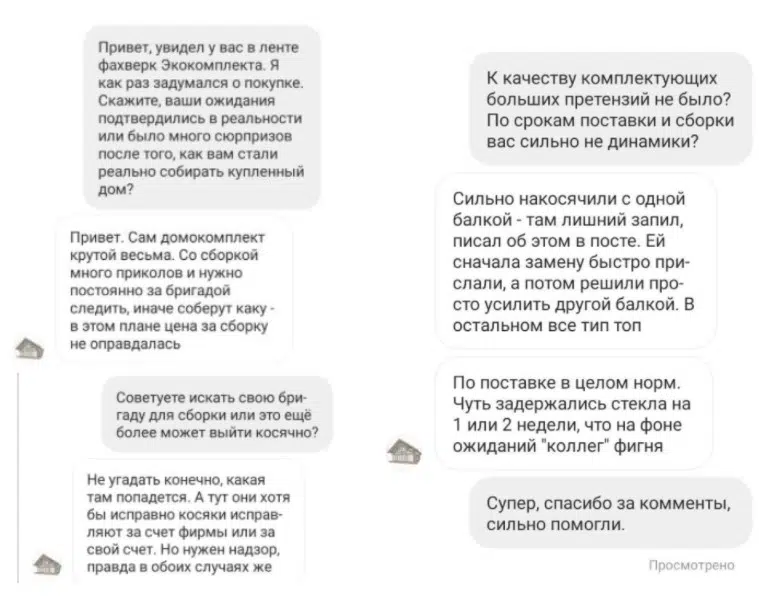 Привет, увидел у вас в ленте
фахверк Экокомплекта. Я
как раз задумался о покупке.
Скажите, ваши ожидания
подтвердились в реальности
или было много сюрпризов
после того, как вам стали
реально собирать купленный
дом?
Привет. Сам домокомплект
крутой весьма. Со сборкой
много приколов и нужно
постоянно за бригадой
следить, иначе соберут каку -
в этом плане цена за сборку
не оправдалась
Советуете искать свою бри-
гаду для сборки или это ещё
более может выйти косячно?
Не угадать конечно, какая
там попадется. А тут они хотя
бы исправно косяки исправ-
ляют за счет фирмы или за
свой счет. Но нужен надзор,
правда в обоих случаях же
К качеству комплектующих
больших претензий не было?
По срокам поставки и сборки
вас сильно не динамики?
Сильно накосячили с одной
балкой - там лишний запил,
писал об этом в посте. Ей
сначала замену быстро при-
слали, а потом решили про-
сто усилить другой балкой. В
остальном все тип топ
По поставке в целом норм.
Чуть задержались стекла на
1 или 2 недели, что на фоне
ожиданий "коллег" фигня
Супер, спасибо за комменты,
сильно помогли.
Просмотрено